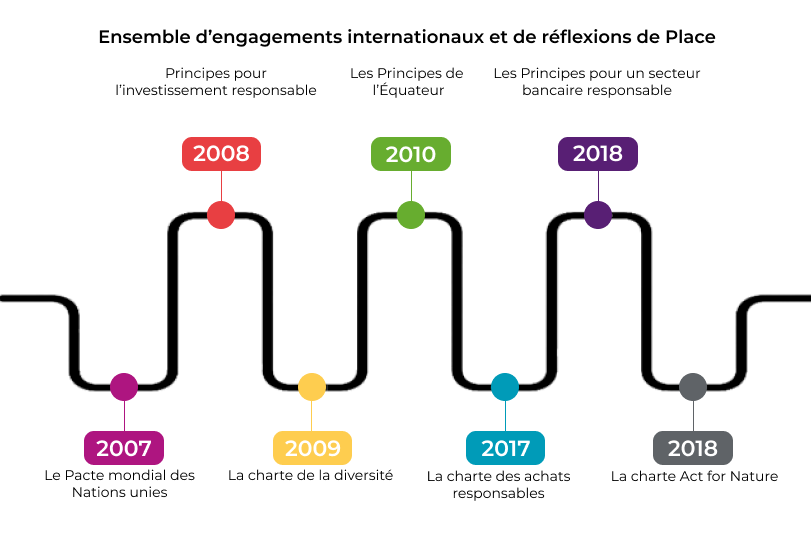 Ensemble d’engagements internationaux et de réflexions de Place
Principes pour
l’investissement responsable
Les Principes de
l’Équateur
Les Principes pour un secteur
bancaire responsable
2008
2010
2018
2007
2009
2017
2018
Le Pacte mondial des
Nations unies
La charte de la diversité
La charte des achats
responsables
La charte Act for Nature